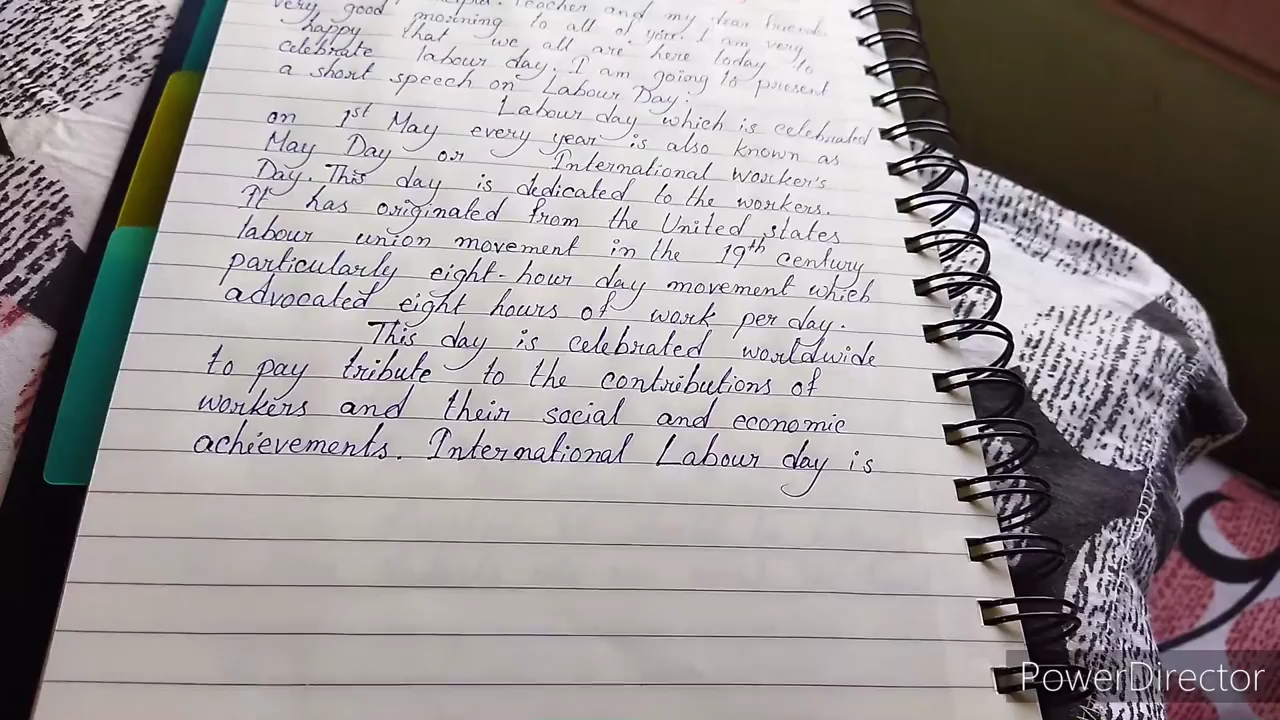 Teacher and my dear friends.
very good morning to all of you. I am very
happy that we all are here today to
celebrate labour day. I am going to present
a short speech on Labour Day.
Labour day which is celebrated
on 1st May every year is also known as
May Day or International Worker's
Day. This day is dedicated to the workers.
It has originated from the United states
labour union movement in the 19th century
particularly eight-hour day movement which
advocated eight hours of work per day.
This day is celebrated worldwide
to pay tribute to the contributions of
workers and their social and economic
achievements. International Labour day is
PowerDirector